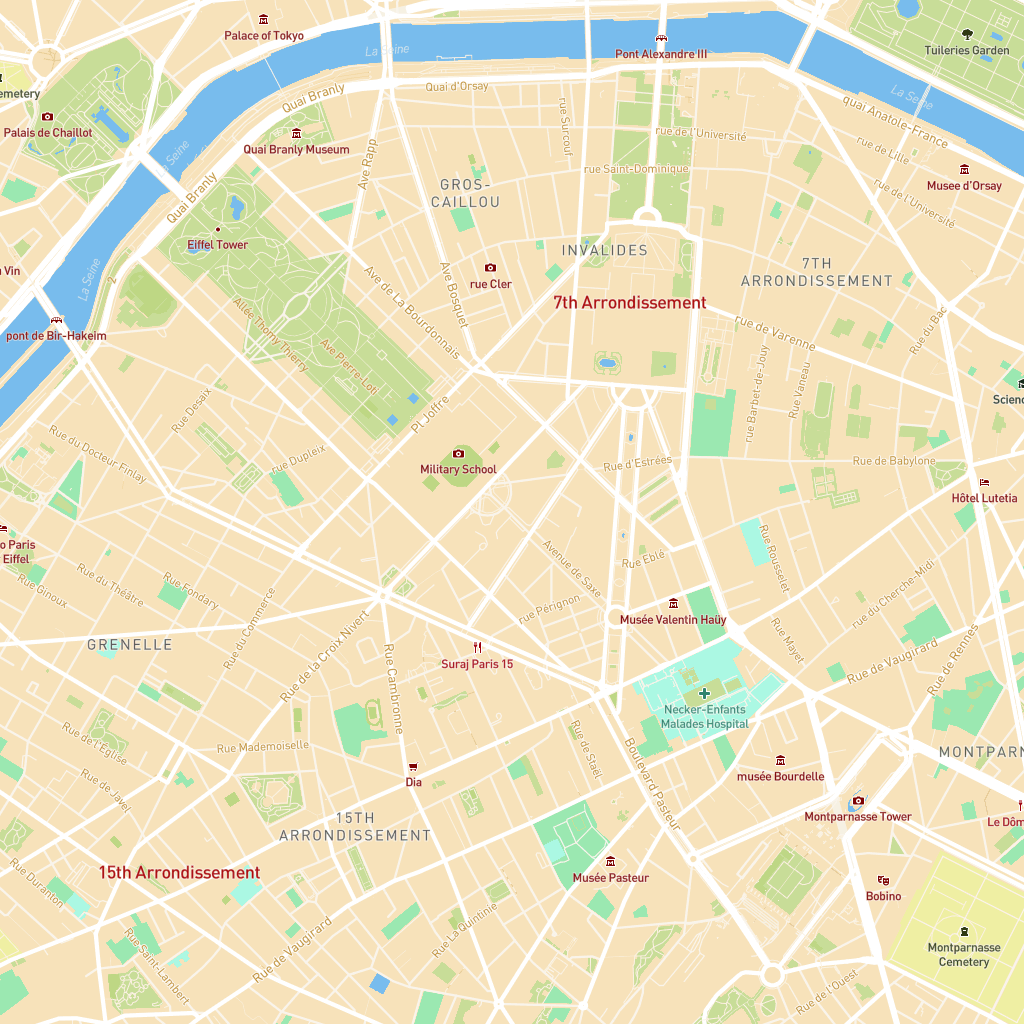 Palace of Tokyo
La Seine
Pont Alexandre III
Tuileries Garden
emetery
Quai Branly
Quai d'Orsay
La Seine
quai Anatole-France
Palais de Chaillot
Quai Branly Museum
rue Surcouf
rue de l'Université
rue de Lille
La Seine
Ave Rapp
rue Saint-Dominique
Musee d'Orsay
Quai Branly
GROS-
CAILLOU
rue de l'Université
Eiffel Tower
INVALIDES
7TH
ARRONDISSEMENT
Vin
La Seine
2
rue Cler
Ave de La Bourdonnais
Ave Bosquet
7th Arrondissement
pont de Bir-Hakeim
Allée Thomy Thierry
Ave Pierre-Loti
rue de Varenne
Rue du Bac
rue Barbet-de-Jouy
Rue Vaneau
Scienc
Rue Desaix
Pl Joffre
Rue du Docteur Finlay
rue Dupleix
Military School
Rue d'Estrées
Rue de Babylone
Hôtel Lutetia
o Paris
Eiffel
Avenue de Saxe
Rue Eblé
Rue Rousselet
Rue Ginoux
Rue du Théâtre
Rue Fondary
rue du Cherche-Midi
Rue du Commerce
rue Pérignon
Musée Valentin Haüy
GRENELLE
Rue de la Croix Nivert
Rue Cambronne
Suraj Paris 15
Rue Mayet
Rue de Vaugirard
Rue de Rennes
Necker-Enfants
Malades Hospital
Rue de l'Église
Rue Mademoiselle
Rue de Staël
Boulevard Pasteur
MONTPARN
Rue de Javel
Dia
musée Bourdelle
15TH
ARRONDISSEMENT
Montparnasse Tower
Le Dôm
15th Arrondissement
Musée Pasteur
Bobino
Rue Duranton
Rue La Quintinie
Rue de Vaugirard
Rue Saint-Lambert
Montparnasse
Cemetery
Rue de l'Ouest